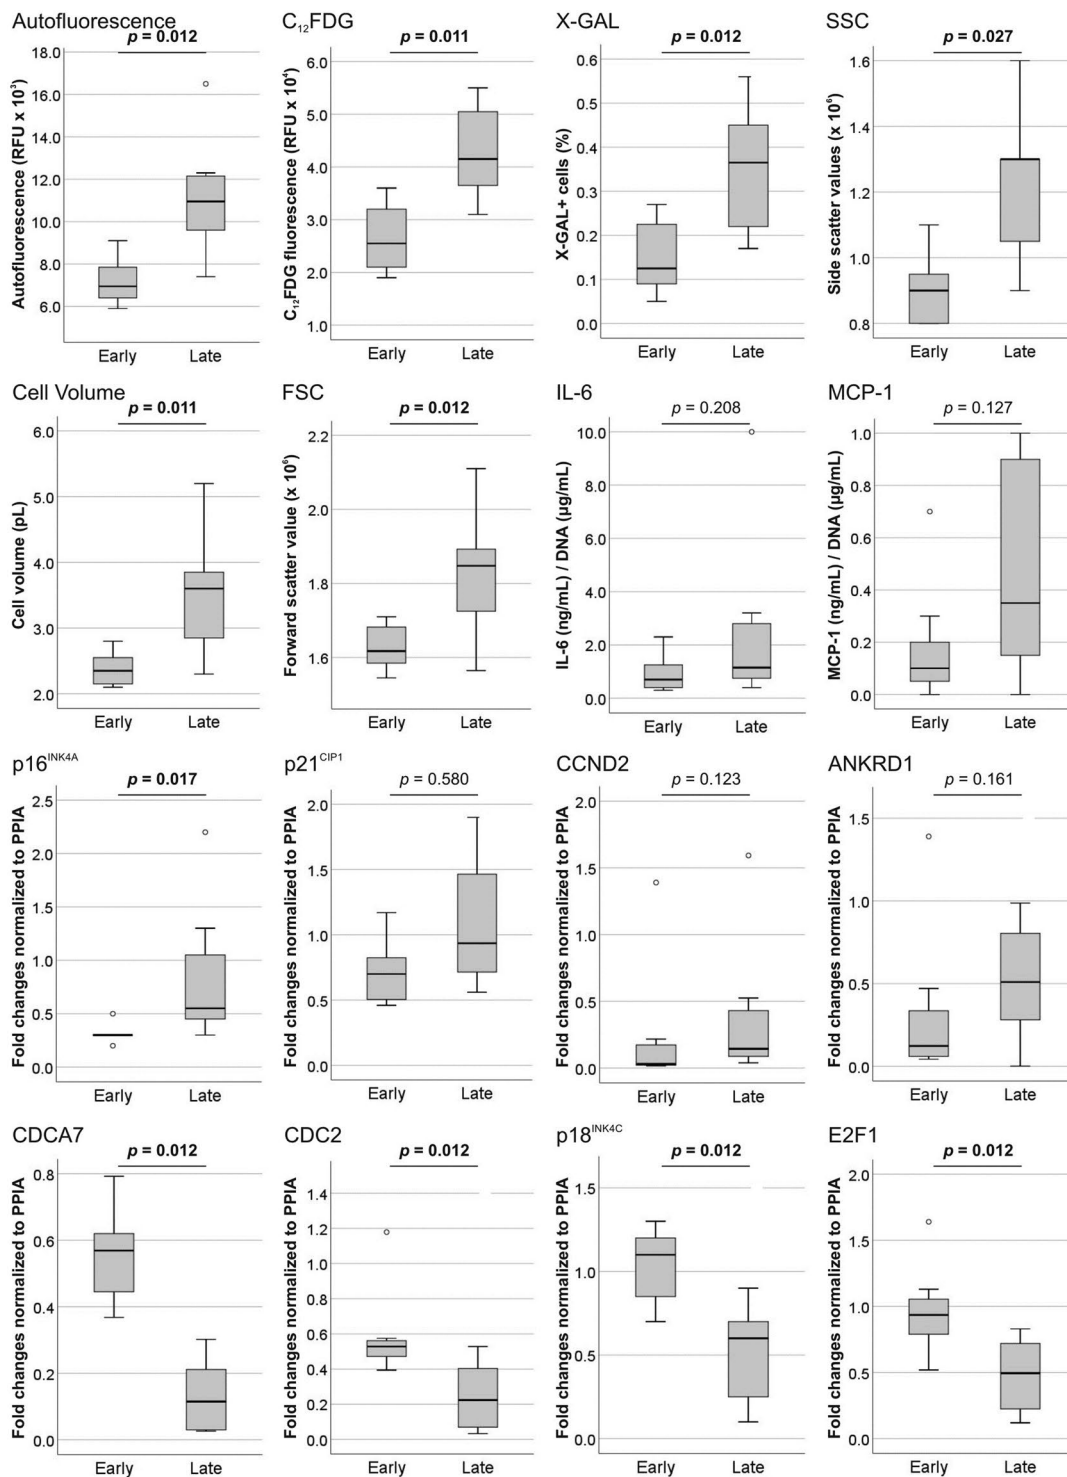 Autofluorescence
p = 0.012
Autofluorescence (RFU x 10³)
18.0
16.0
14.0
12.0
10.0
8.0
6.0
Early Late
C₁₂FDG
p = 0.011
C₁₂FDG fluorescence (RFU x 10⁴)
6.0
5.0
4.0
3.0
2.0
1.0
Early Late
X-GAL
p = 0.012
X-GAL+ cells (%)
0.6
0.5
0.4
0.3
0.2
0.1
0.0
Early Late
SSC
p = 0.027
Side scatter values (x 10⁶)
1.6
1.4
1.2
1.0
0.8
Early Late
Cell Volume
p = 0.011
Cell volume (pL)
6.0
5.0
4.0
3.0
2.0
Early Late
FSC
p = 0.012
Forward scatter value (x 10⁶)
2.2
2.0
1.8
1.6
Early Late
IL-6
p = 0.208
IL-6 (ng/mL) / DNA (µg/mL)
10.0
8.0
6.0
4.0
2.0
0.0
Early Late
MCP-1
p = 0.127
MCP-1 (ng/mL) / DNA (µg/mL)
1.0
0.8
0.6
0.4
0.2
0.0
Early Late
p16ᴵᴺᴷ⁴ᴬ
p = 0.017
Fold changes normalized to PPIA
2.5
2.0
1.5
1.0
0.5
0.0
Early Late
p21ᶜᴵᴾ¹
p = 0.580
Fold changes normalized to PPIA
2.0
1.5
1.0
0.5
0.0
Early Late
CCND2
p = 0.123
Fold changes normalized to PPIA
2.0
1.5
1.0
0.5
0.0
Early Late
ANKRD1
p = 0.161
Fold changes normalized to PPIA
1.5
1.0
0.5
0.0
Early Late
CDCA7
p = 0.012
Fold changes normalized to PPIA
0.8
0.6
0.4
0.2
0.0
Early Late
CDC2
p = 0.012
Fold changes normalized to PPIA
1.4
1.2
1.0
0.8
0.6
0.4
0.2
0.0
Early Late
p18ᴵᴺᴷ⁴ᶜ
p = 0.012
Fold changes normalized to PPIA
1.5
1.0
0.5
0.0
Early Late
E2F1
p = 0.012
Fold changes normalized to PPIA
2.0
1.5
1.0
0.5
0.0
Early Late